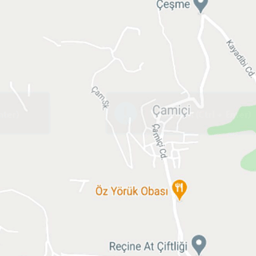 Çeşme
Kayadibi Cd.
Çam Sk.
Çamiçi
Çamiçi Cd.
Öz Yörük Obası
Reçine At Çiftliği